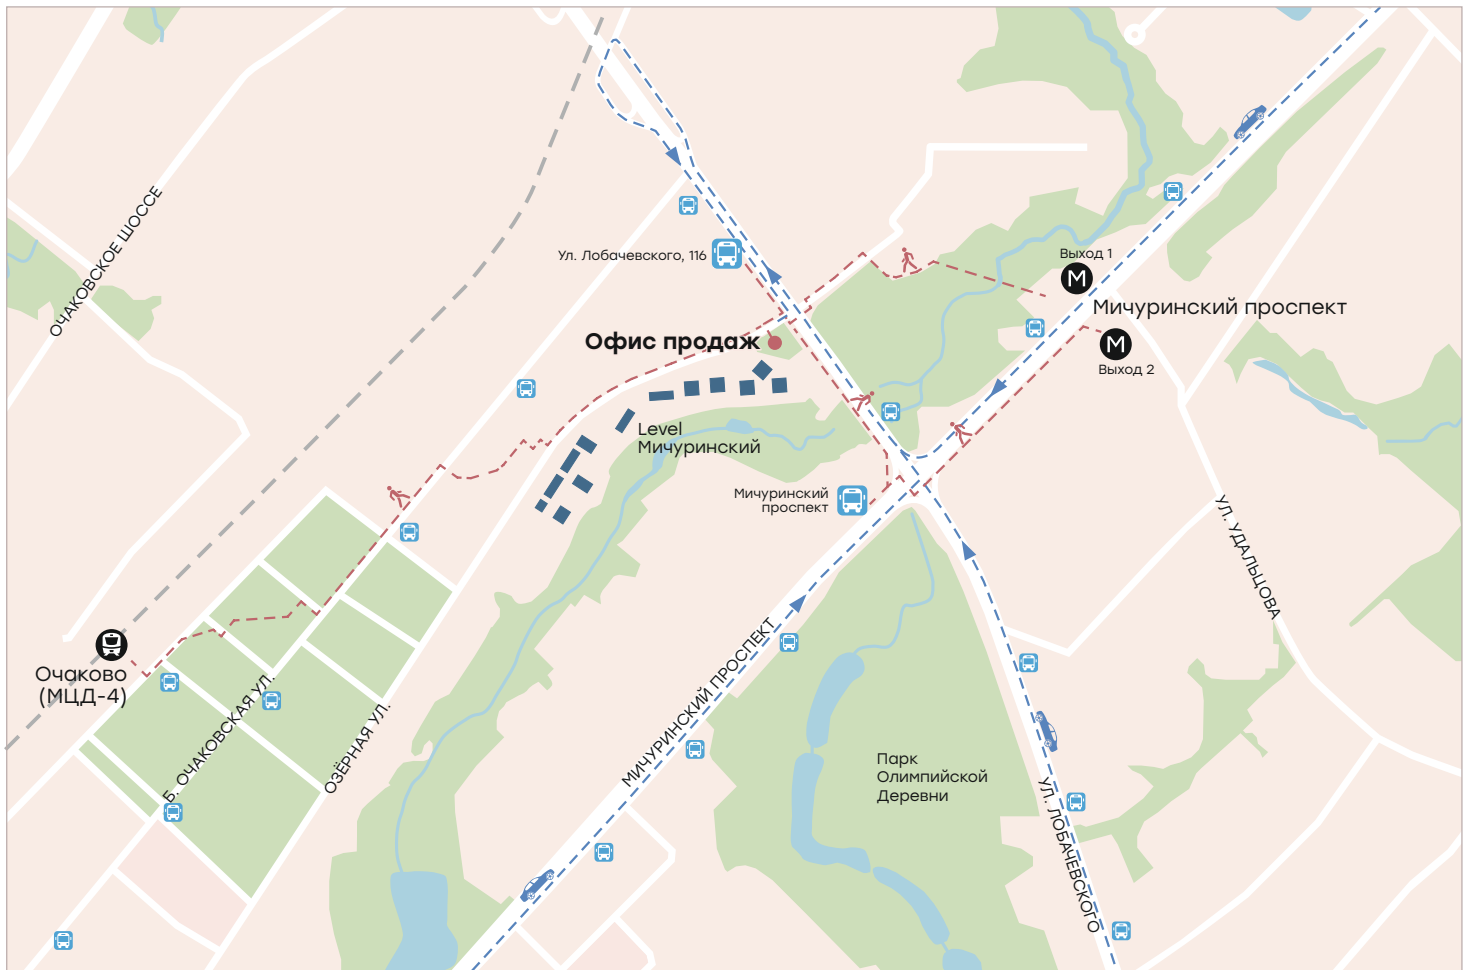 ОЧАКОВСКОЕ ШОССЕ
Ул. Лобачевского, 116
Выход 1
М
Мичуринский проспект
М
Выход 2
Офис продаж
Level
Мичуринский
Мичуринский
проспект
УЛ. УДАЛЬЦОВА
Очаково
(МЦД-4)
Б. ОЧАКОВСКАЯ УЛ.
ОЗЁРНАЯ УЛ.
МИЧУРИНСКИЙ ПРОСПЕКТ
Парк
Олимпийской
Деревни
УЛ. ЛОБАЧЕВСКОГО